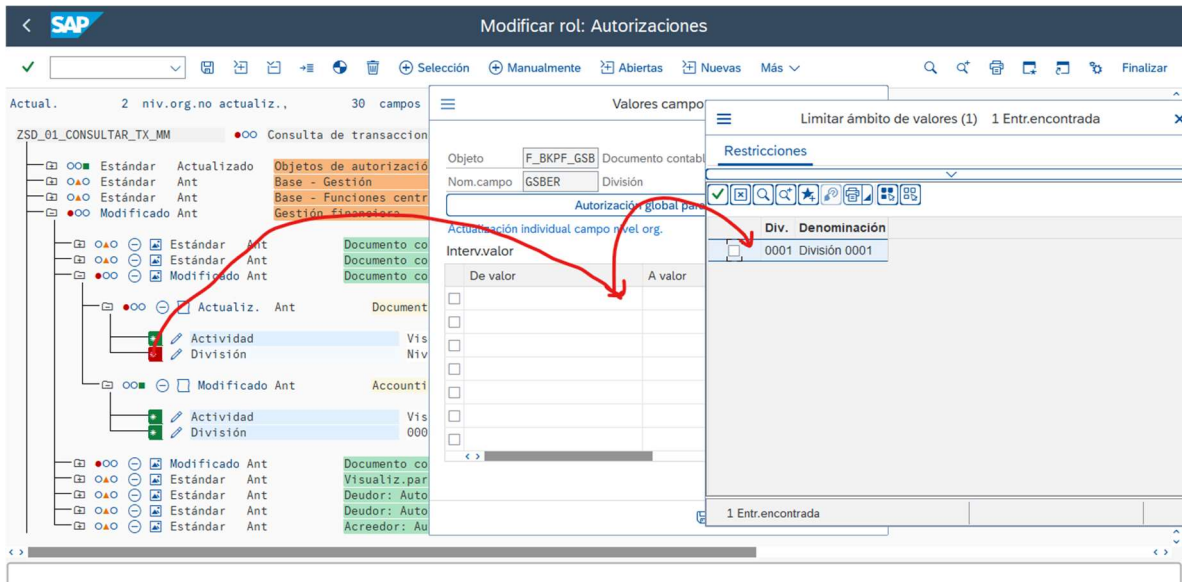 SAP
Modificar rol: Autorizaciones
Selección Manualmente Abiertas Nuevas Más Finalizar
Actual. 2 niv.org.no actualiz., 30 campos
ZSD_01_CONSULTAR_TX_MM Consulta de transaccion
Estándar Actualizado Objetos de autorizació
Estándar Ant Base - Gestión
Estándar Ant Base - Funciones centr
Modificado Ant Gestión financiera
Estándar Ant Documento co
Estándar Ant Documento co
Modificado Ant Documento co
Actualiz. Ant Document
Actividad Vis
División Niv
Modificado Ant Accounti
Actividad Vis
División 000
Modificado Ant Documento co
Estándar Ant Visualiz.par
Estándar Ant Deudor: Auto
Estándar Ant Deudor: Auto
Estándar Ant Acreedor: Au
Valores campo
Objeto F_BKPF_GSB Documento contabl
Nom.campo GSBER División
Autorización global para
Actualización individual campo nivel org.
Interv.valor
De valor A valor
Limitar ámbito de valores (1) 1 Entr.encontrada
Restricciones
Div. Denominación
0001 División 0001
1 Entr.encontrada